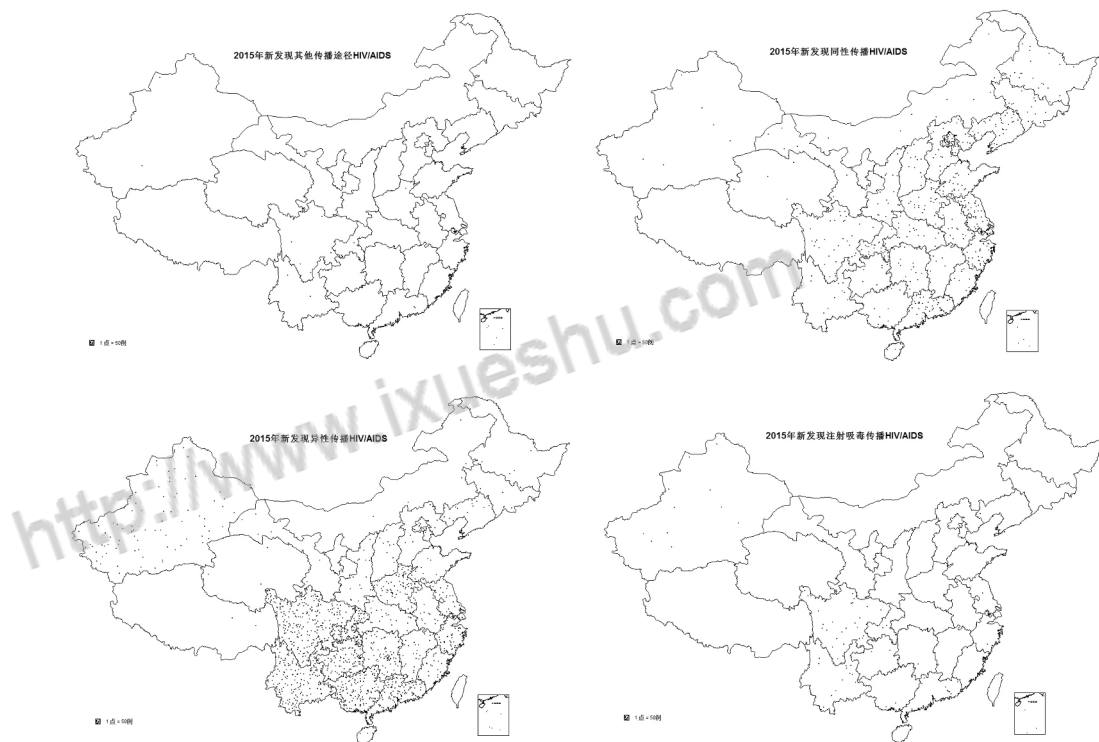 2015年新发现其他传播途径HIV/AIDS
2015年新发现同性传播HIV/AIDS
1点=50例
1点=50例
2015年新发现异性传播HIV/AIDS
2015年新发现注射吸毒传播HIV/AIDS
1点=50例
1点=50例
http://www.ixueshu.com